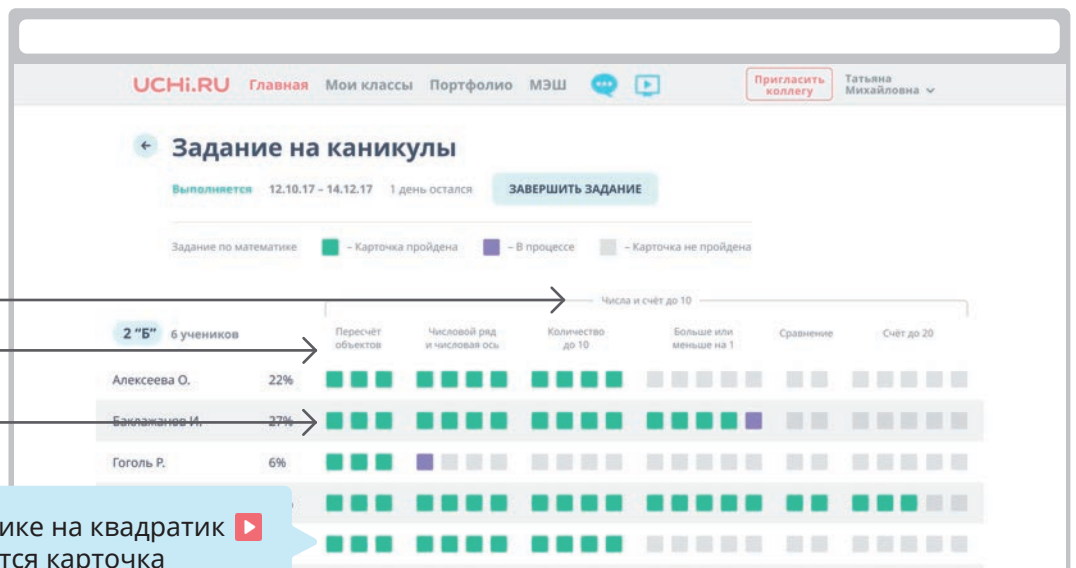 UCHi.RU Главная Мои классы Портфолио МЭШ Пригласить коллегу Татьяна Михайловна
Задание на каникулы
Выполняется 12.10.17 – 14.12.17 1 день остался ЗАВЕРШИТЬ ЗАДАНИЕ
Задание по математике – Карточка пройдена – В процессе – Карточка не пройдена
Числа и счёт до 10
2 "Б" 6 учеников
Пересчёт объектов
Числовой ряд и числовая ось
Количество до 10
Больше или меньше на 1
Сравнение
Счёт до 20
Алексеева О. 22%
Баклажанов И. 27%
Гоголь Р. 6%
ике на квадратик
тся карточка